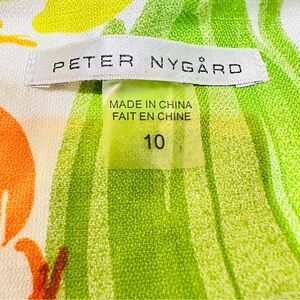 PETER NYGÅRD
MADE IN CHINA
FAIT EN CHINE
10